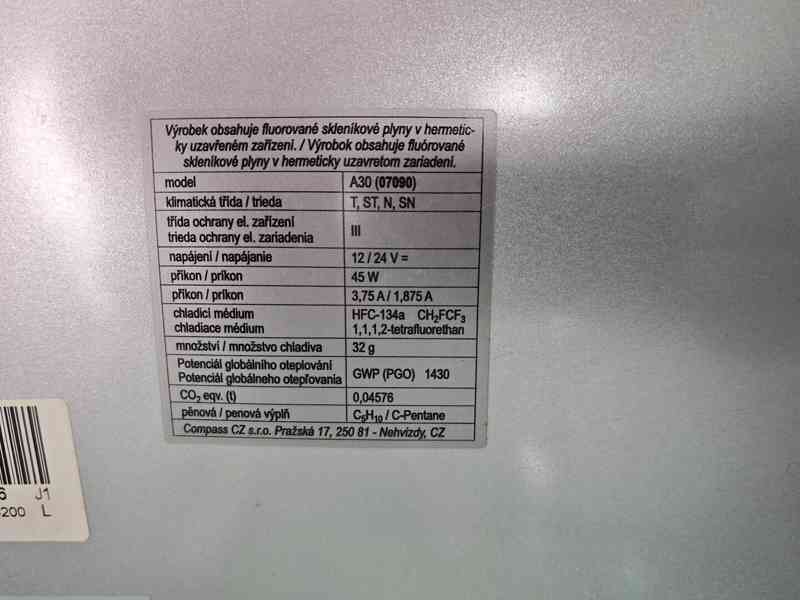 Výrobek obsahuje fluorované skleníkové plyny v hermetic-
ky uzavřeném zařízení. / Výrobok obsahuje fluórované
skleníkové plyny v hermeticky uzavretom zariadení.
model A30 (07090)
klimatická třída / trieda T, ST, N, SN
třída ochrany el. zařízení
trieda ochrany el. zariadenia III
napájení / napájanie 12 / 24 V =
příkon / príkon 45 W
příkon / príkon 3,75 A / 1,875 A
chladicí médium HFC-134a CH₂FCF₃
chladiace médium 1,1,1,2-tetrafluorethan
množství / množstvo chladiva 32 g
Potenciál globálního oteplování
Potenciál globálneho otepľovania GWP (PGO) 1430
CO₂ eqv. (t) 0,04576
pěnová / penová výplň C₅H₁₀ / C-Pentane
Compass CZ s.r.o. Pražská 17, 250 81 - Nehvizdy, CZ
6 J1
200 L